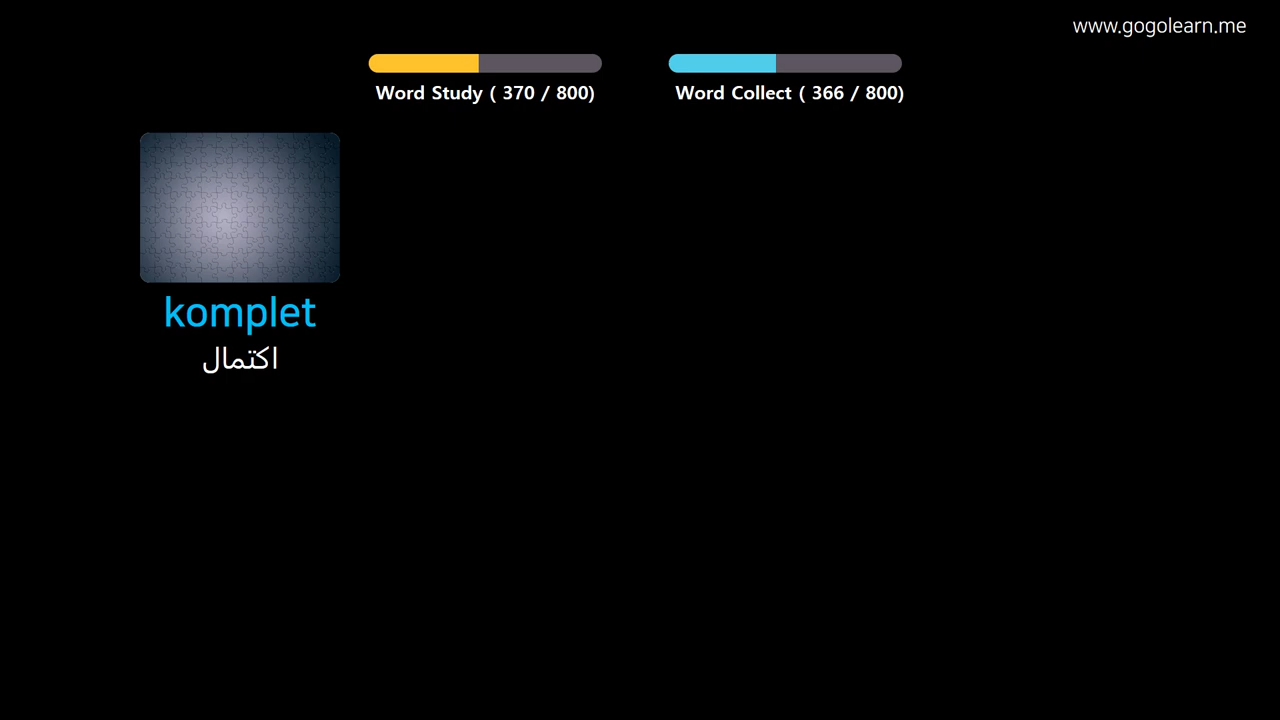 www.gogolearn.me
Word Study ( 370 / 800)
Word Collect ( 366 / 800)
komplet
اكتمال